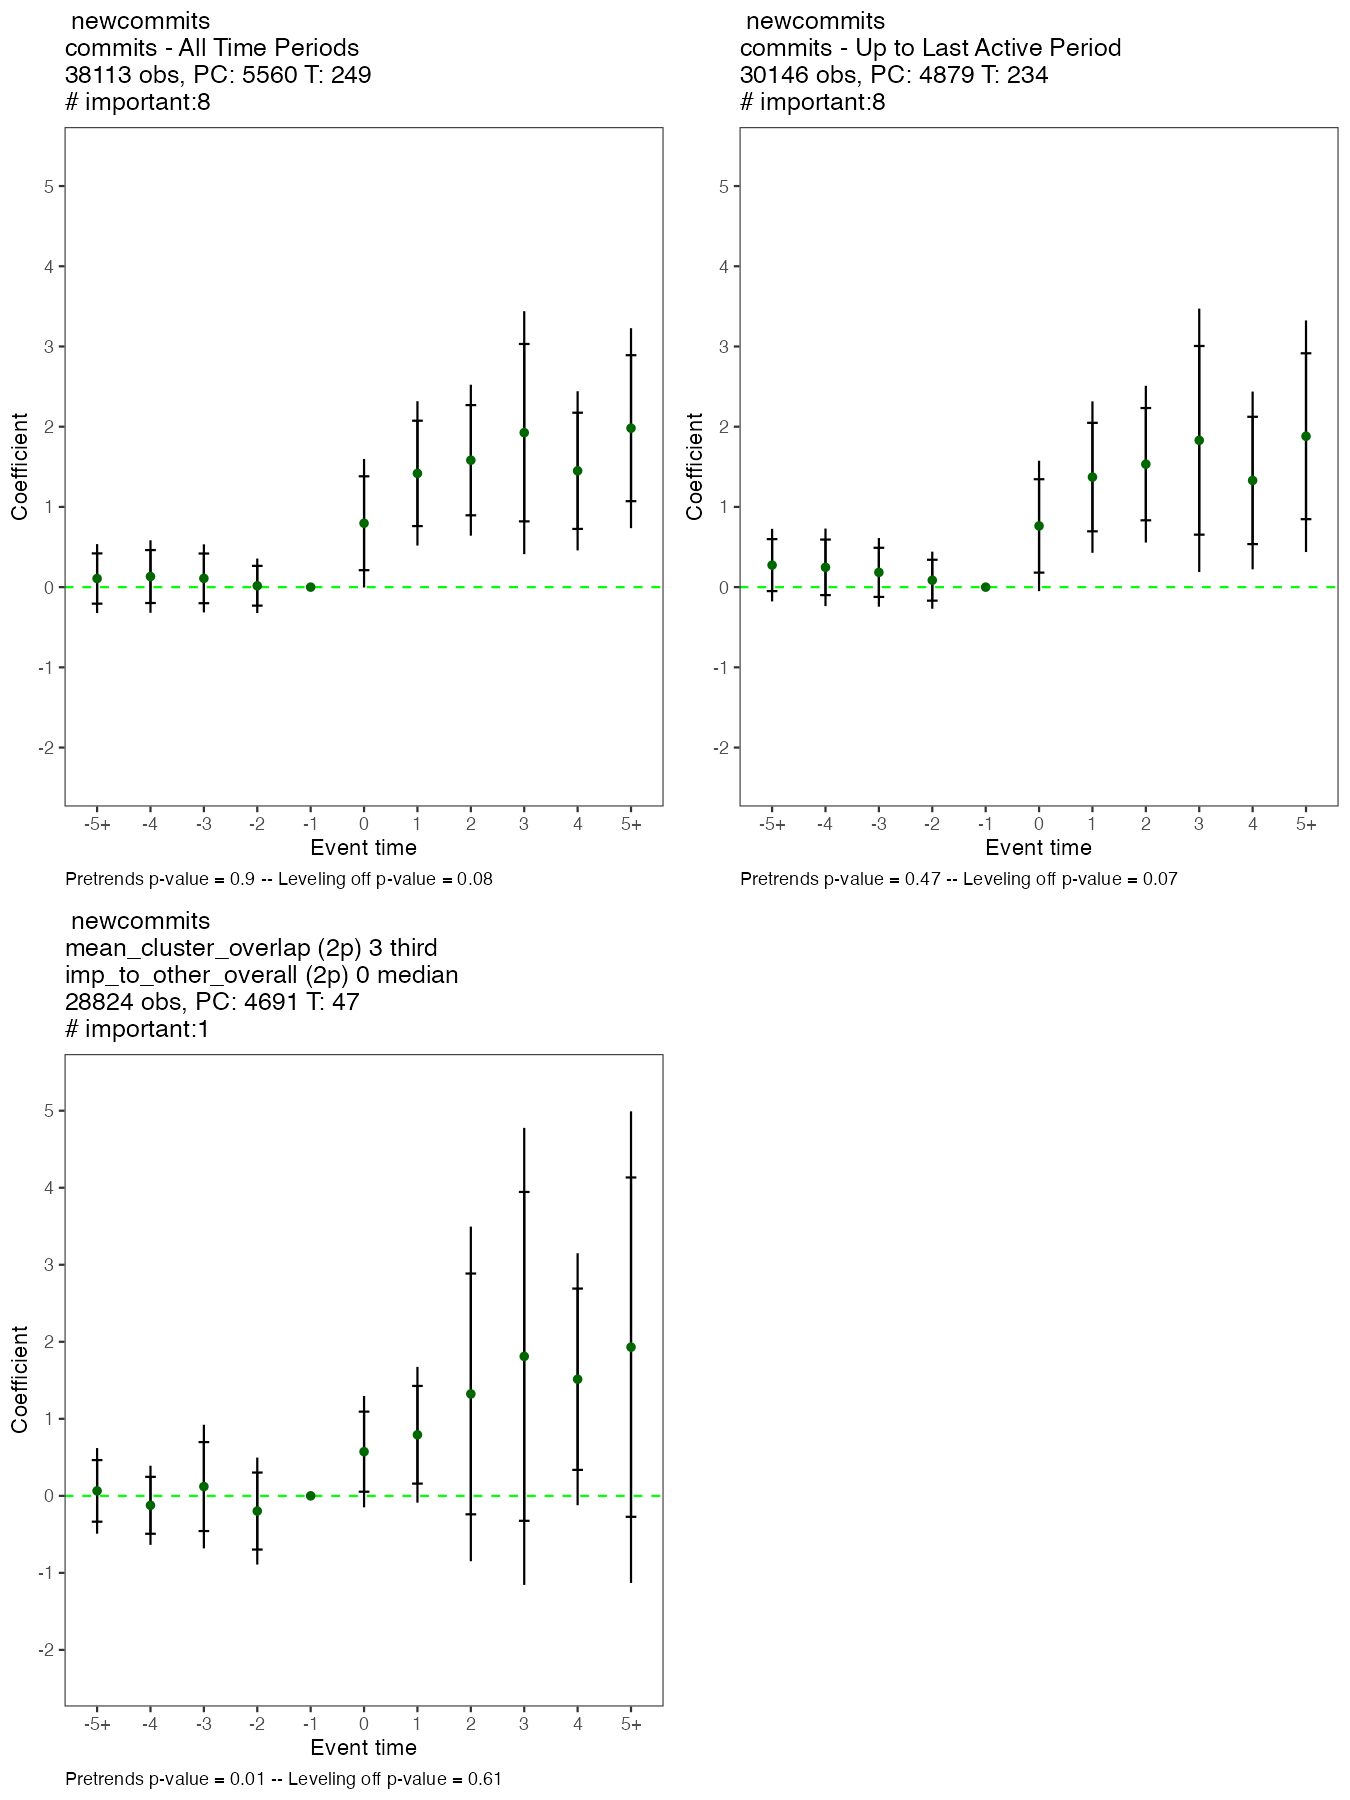 newcommits
commits - All Time Periods
38113 obs, PC: 5560 T: 249
# important:8
Coefficient
5
4
3
2
1
0
-1
-2
-5+ -4 -3 -2 -1 0 1 2 3 4 5+
Event time
Pretrends p-value = 0.9 -- Leveling off p-value = 0.08
newcommits
commits - Up to Last Active Period
30146 obs, PC: 4879 T: 234
# important:8
Coefficient
5
4
3
2
1
0
-1
-2
-5+ -4 -3 -2 -1 0 1 2 3 4 5+
Event time
Pretrends p-value = 0.47 -- Leveling off p-value = 0.07
newcommits
mean_cluster_overlap (2p) 3 third
imp_to_other_overall (2p) 0 median
28824 obs, PC: 4691 T: 47
# important:1
Coefficient
5
4
3
2
1
0
-1
-2
-5+ -4 -3 -2 -1 0 1 2 3 4 5+
Event time
Pretrends p-value = 0.01 -- Leveling off p-value = 0.61